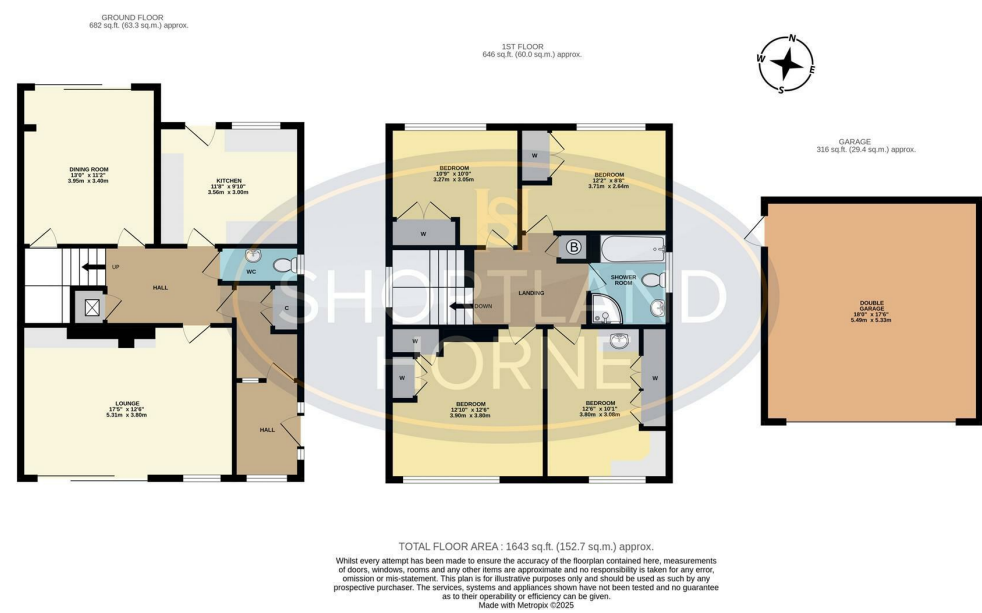 GROUND FLOOR
682 sq.ft. (63.3 sq.m.) approx.
1ST FLOOR
646 sq.ft. (60.0 sq.m.) approx.
N
W
E
S
GARAGE
316 sq.ft. (29.4 sq.m.) approx.
DINING ROOM
13'0" x 11'2"
3.95m x 3.40m
KITCHEN
11'8" x 9'10"
3.56m x 3.00m
UP
HALL
WC
C
LOUNGE
17'5" x 12'6"
5.31m x 3.80m
HALL
BEDROOM
10'9" x 10'0"
3.27m x 3.05m
W
W
BEDROOM
12'2" x 8'8"
3.71m x 2.64m
B
SHOWER
ROOM
DOWN
LANDING
W
W
BEDROOM
12'10" x 12'6"
3.90m x 3.80m
BEDROOM
12'6" x 10'1"
3.80m x 3.08m
W
DOUBLE
GARAGE
18'0" x 17'6"
5.49m x 5.33m
SH
SHORTLAND
HORNE
TOTAL FLOOR AREA : 1643 sq.ft. (152.7 sq.m.) approx.
Whilst every attempt has been made to ensure the accuracy of the floorplan contained here, measurements
of doors, windows, rooms and any other items are approximate and no responsibility is taken for any error,
omission or mis-statement. This plan is for illustrative purposes only and should be used as such by any
prospective purchaser. The services, systems and appliances shown have not been tested and no guarantee
as to their operability or efficiency can be given.
Made with Metropix ©2025